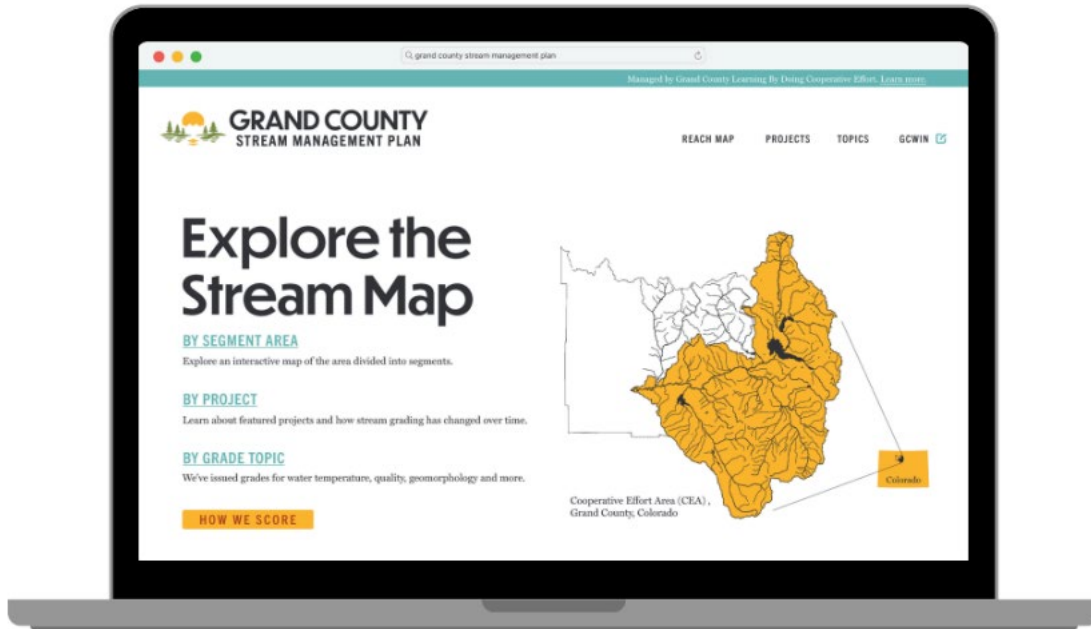 grand county stream management plan
Managed by Grand County Learning By Doing Cooperative Effort. Learn more.
GRAND COUNTY
STREAM MANAGEMENT PLAN
REACH MAP PROJECTS TOPICS GCWIN
Explore the
Stream Map
BY SEGMENT AREA
Explore an interactive map of the area divided into segments.
BY PROJECT
Learn about featured projects and how stream grading has changed over time.
BY GRADE TOPIC
We've issued grades for water temperature, quality, geomorphology and more.
HOW WE SCORE
Colorado
Cooperative Effort Area (CEA) ,
Grand County, Colorado